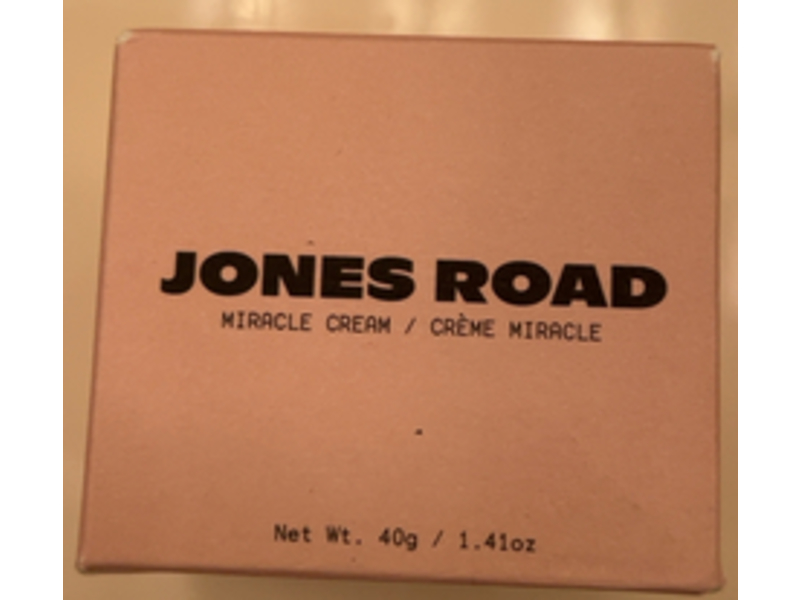 JONES ROAD
MIRACLE CREAM / CRÈME MIRACLE
Net Wt. 40g / 1.41oz